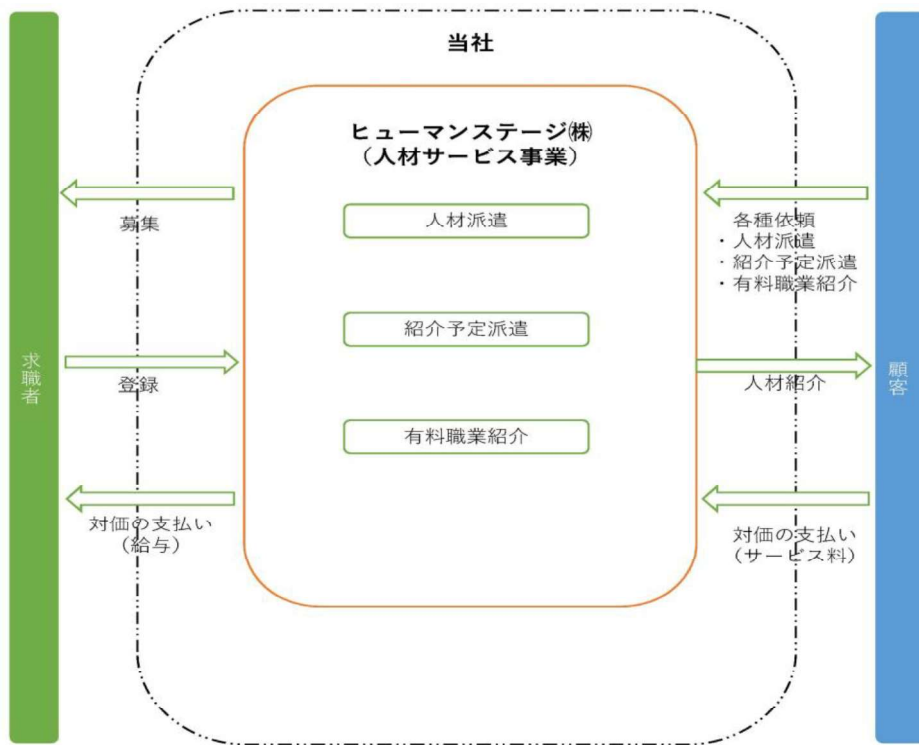 当社
ヒューマンステージ㈱
（人材サービス事業）
人材派遣
紹介予定派遣
有料職業紹介
求職者
募集
登録
対価の支払い
（給与）
各種依頼
・人材派遣
・紹介予定派遣
・有料職業紹介
人材紹介
対価の支払い
（サービス料）
顧客